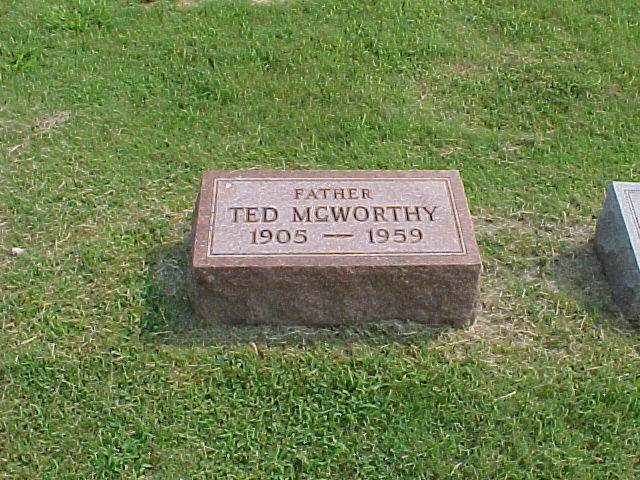 FATHER
TED MCWORTHY
1905 — 1959